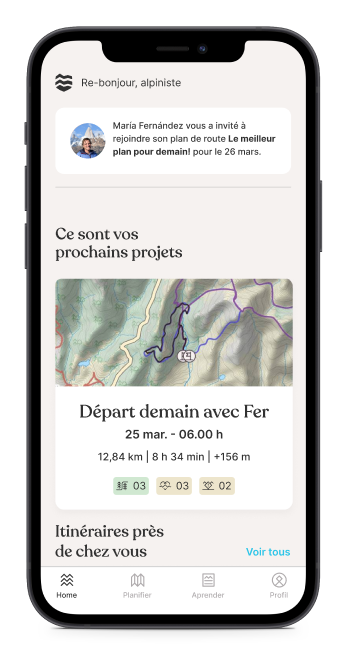 Re-bonjour, alpiniste
María Fernández vous a invité à
rejoindre son plan de route Le meilleur
plan pour demain! pour le 26 mars.
Ce sont vos
prochains projets
Départ demain avec Fer
25 mar. - 06.00 h
12,84 km | 8 h 34 min | +156 m
03 03 02
Itinéraires près
de chez vous
Voir tous
Home Planifier Aprender Profil